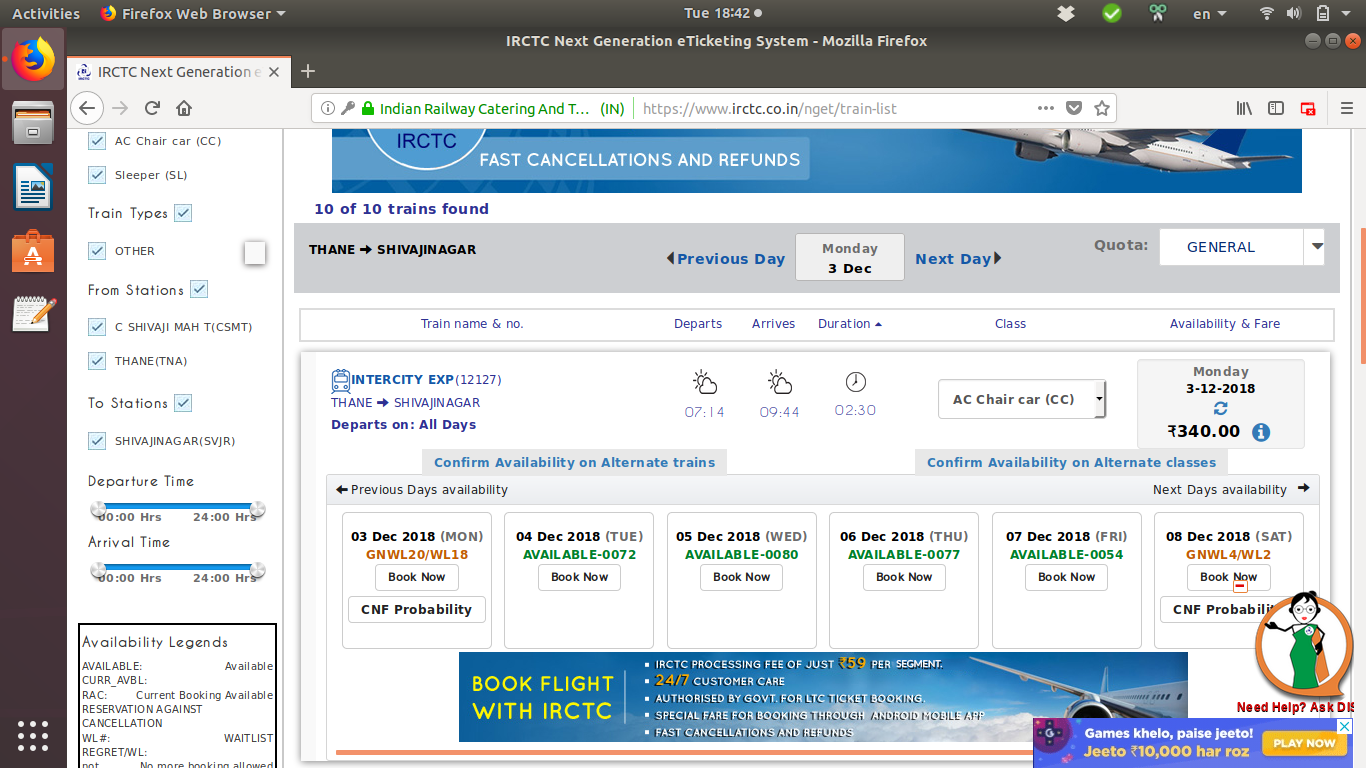 Activities Firefox Web Browser Tue 18:42 en
IRCTC Next Generation eTicketing System - Mozilla Firefox
IRCTC Next Generation e
Indian Railway Catering And T... (IN) https://www.irctc.co.in/nget/train-list
AC Chair car (CC)
Sleeper (SL)
Train Types
OTHER
From Stations
C SHIVAJI MAH T(CSMT)
THANE(TNA)
To Stations
SHIVAJINAGAR(SVJR)
Departure Time
00:00 Hrs 24:00 Hrs
Arrival Time
00:00 Hrs 24:00 Hrs
Availability Legends
AVAILABLE: Available
CURR_AVBL:
RAC: Current Booking Available
RESERVATION AGAINST
CANCELLATION
WL#: WAITLIST
REGRET/WL:
not No more booking allowed
IRCTC
FAST CANCELLATIONS AND REFUNDS
10 of 10 trains found
THANE SHIVAJINAGAR
Previous Day Monday 3 Dec Next Day
Quota: GENERAL
Train name & no. Departs Arrives Duration Class Availability & Fare
INTERCITY EXP(12127)
THANE SHIVAJINAGAR
Departs on: All Days
07:14 09:44 02:30
AC Chair car (CC)
Monday
3-12-2018
₹340.00
Confirm Availability on Alternate trains Confirm Availability on Alternate classes
Previous Days availability Next Days availability
03 Dec 2018 (MON) 04 Dec 2018 (TUE) 05 Dec 2018 (WED) 06 Dec 2018 (THU) 07 Dec 2018 (FRI) 08 Dec 2018 (SAT)
GNWL20/WL18 AVAILABLE-0072 AVAILABLE-0080 AVAILABLE-0077 AVAILABLE-0054 GNWL4/WL2
Book Now Book Now Book Now Book Now Book Now Book Now
CNF Probability CNF Probabili
BOOK FLIGHT
WITH IRCTC
IRCTC PROCESSING FEE OF JUST ₹59 PER SEGMENT.
24/7 CUSTOMER CARE
AUTHORISED BY GOVT. FOR LTC TICKET BOOKING.
SPECIAL FARE FOR BOOKING THROUGH ANDROID MOBILE APP
FAST CANCELLATIONS AND REFUNDS
Need Help? Ask DIS
Games khelo, paise jeeto!
Jeeto ₹10,000 har roz
PLAY NOW